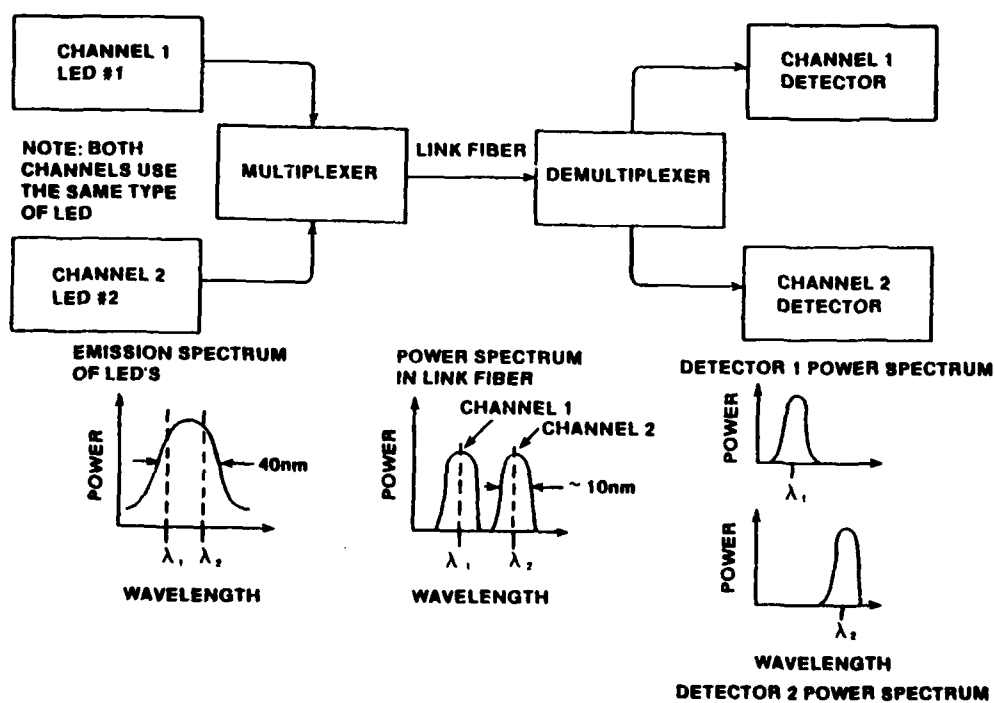 CHANNEL 1
LED #1
NOTE: BOTH
CHANNELS USE
THE SAME TYPE
OF LED
CHANNEL 2
LED #2
MULTIPLEXER
LINK FIBER
DEMULTIPLEXER
CHANNEL 1
DETECTOR
CHANNEL 2
DETECTOR
EMISSION SPECTRUM
OF LED'S
POWER
40nm
λ₁ λ₂
WAVELENGTH
POWER SPECTRUM
IN LINK FIBER
CHANNEL 1
CHANNEL 2
POWER
~ 10nm
λ₁ λ₂
WAVELENGTH
DETECTOR 1 POWER SPECTRUM
POWER
λ₁
POWER
λ₂
WAVELENGTH
DETECTOR 2 POWER SPECTRUM